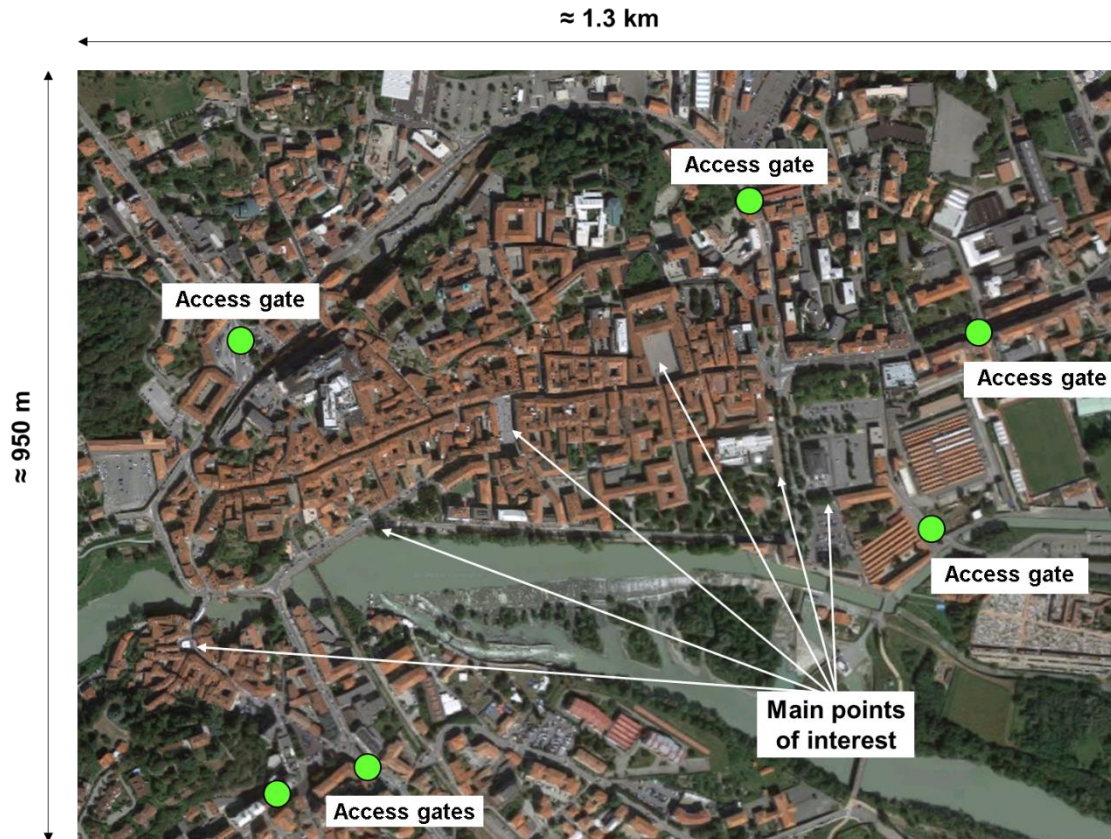 ≈ 1.3 km
≈ 950 m
Access gate
Access gate
Access gate
Access gate
Main points
of interest
Access gates